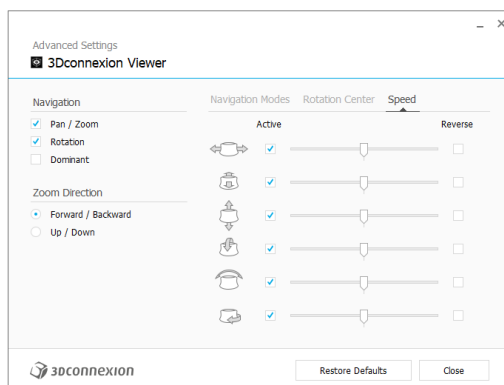 Advanced Settings
3Dconnexion Viewer
Navigation
Pan / Zoom
Rotation
Dominant
Zoom Direction
Forward / Backward
Up / Down
Navigation Modes Rotation Center Speed
Active Reverse
3Dconnexion
Restore Defaults Close